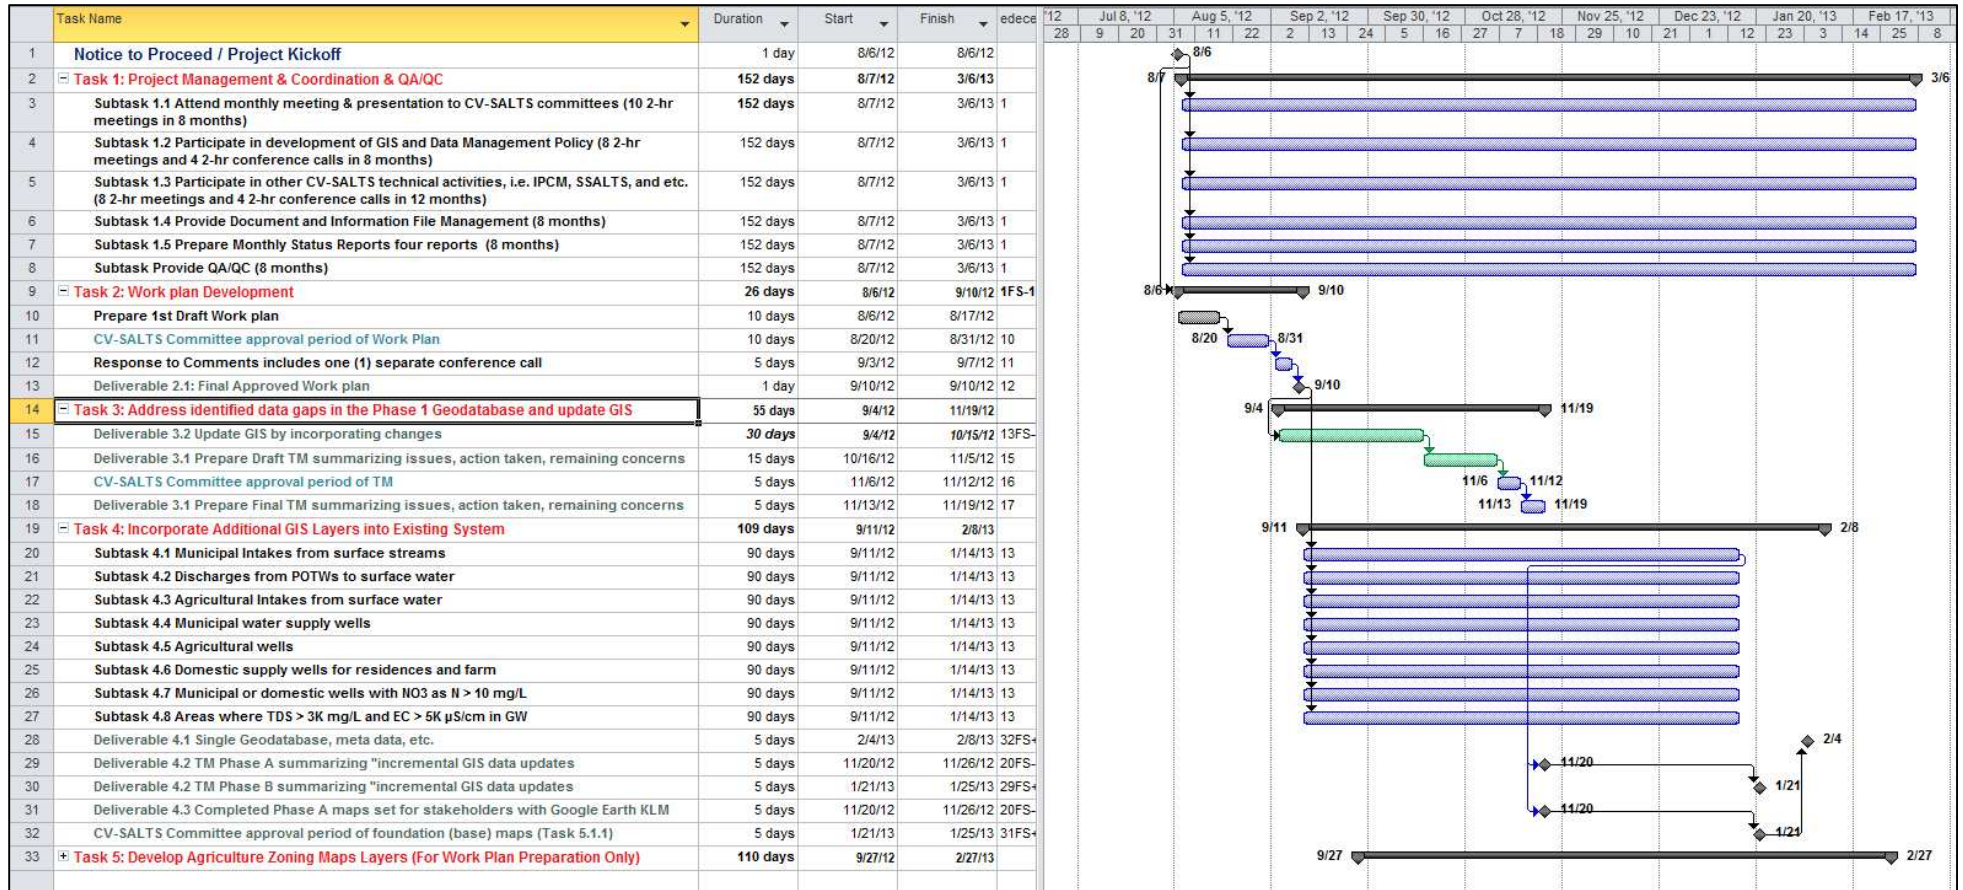 Task Name Duration Start Finish edece '12 Jul 8, '12 Aug 5, '12 Sep 2, '12 Sep 30, '12 Oct 28, '12 Nov 25, '12 Dec 23, '12 Jan 20, '13 Feb 17, '13
28 9 20 31 11 22 2 13 24 5 16 27 7 18 29 10 21 1 12 23 3 14 25 8
1 Notice to Proceed / Project Kickoff 1 day 8/6/12 8/6/12 8/6
2 Task 1: Project Management & Coordination & QA/QC 152 days 8/7/12 3/6/13 8/7 3/6
3 Subtask 1.1 Attend monthly meeting & presentation to CV-SALTS committees (10 2-hr 152 days 8/7/12 3/6/13 1
meetings in 8 months)
4 Subtask 1.2 Participate in development of GIS and Data Management Policy (8 2-hr 152 days 8/7/12 3/6/13 1
meetings and 4 2-hr conference calls in 8 months)
5 Subtask 1.3 Participate in other CV-SALTS technical activities, i.e. IPCM, SSALTS, and etc. 152 days 8/7/12 3/6/13 1
(8 2-hr meetings and 4 2-hr conference calls in 12 months)
6 Subtask 1.4 Provide Document and Information File Management (8 months) 152 days 8/7/12 3/6/13 1
7 Subtask 1.5 Prepare Monthly Status Reports four reports (8 months) 152 days 8/7/12 3/6/13 1
8 Subtask Provide QA/QC (8 months) 152 days 8/7/12 3/6/13 1
9 Task 2: Work plan Development 26 days 8/6/12 9/10/12 1FS-1 8/6 9/10
10 Prepare 1st Draft Work plan 10 days 8/6/12 8/17/12
11 CV-SALTS Committee approval period of Work Plan 10 days 8/20/12 8/31/12 10 8/20 8/31
12 Response to Comments includes one (1) separate conference call 5 days 9/3/12 9/7/12 11
13 Deliverable 2.1: Final Approved Work plan 1 day 9/10/12 9/10/12 12 9/10
14 Task 3: Address identified data gaps in the Phase 1 Geodatabase and update GIS 55 days 9/4/12 11/19/12 9/4 11/19
15 Deliverable 3.2 Update GIS by incorporating changes 30 days 9/4/12 10/15/12 13FS-
16 Deliverable 3.1 Prepare Draft TM summarizing issues, action taken, remaining concerns 15 days 10/16/12 11/5/12 15
17 CV-SALTS Committee approval period of TM 5 days 11/6/12 11/12/12 16 11/6 11/12
18 Deliverable 3.1 Prepare Final TM summarizing issues, action taken, remaining concerns 5 days 11/13/12 11/19/12 17 11/13 11/19
19 Task 4: Incorporate Additional GIS Layers into Existing System 109 days 9/11/12 2/8/13 9/11 2/8
20 Subtask 4.1 Municipal Intakes from surface streams 90 days 9/11/12 1/14/13 13
21 Subtask 4.2 Discharges from POTWs to surface water 90 days 9/11/12 1/14/13 13
22 Subtask 4.3 Agricultural Intakes from surface water 90 days 9/11/12 1/14/13 13
23 Subtask 4.4 Municipal water supply wells 90 days 9/11/12 1/14/13 13
24 Subtask 4.5 Agricultural wells 90 days 9/11/12 1/14/13 13
25 Subtask 4.6 Domestic supply wells for residences and farm 90 days 9/11/12 1/14/13 13
26 Subtask 4.7 Municipal or domestic wells with NO3 as N > 10 mg/L 90 days 9/11/12 1/14/13 13
27 Subtask 4.8 Areas where TDS > 3K mg/L and EC > 5K µS/cm in GW 90 days 9/11/12 1/14/13 13
28 Deliverable 4.1 Single Geodatabase, meta data, etc. 5 days 2/4/13 2/8/13 32FS+ 2/4
29 Deliverable 4.2 TM Phase A summarizing "incremental GIS data updates 5 days 11/20/12 11/26/12 20FS- 11/20
30 Deliverable 4.2 TM Phase B summarizing "incremental GIS data updates 5 days 1/21/13 1/25/13 29FS+ 1/21
31 Deliverable 4.3 Completed Phase A maps set for stakeholders with Google Earth KLM 5 days 11/20/12 11/26/12 20FS- 11/20
32 CV-SALTS Committee approval period of foundation (base) maps (Task 5.1.1) 5 days 1/21/13 1/25/13 31FS+ 1/21
33 Task 5: Develop Agriculture Zoning Maps Layers (For Work Plan Preparation Only) 110 days 9/27/12 2/27/13 9/27 2/27